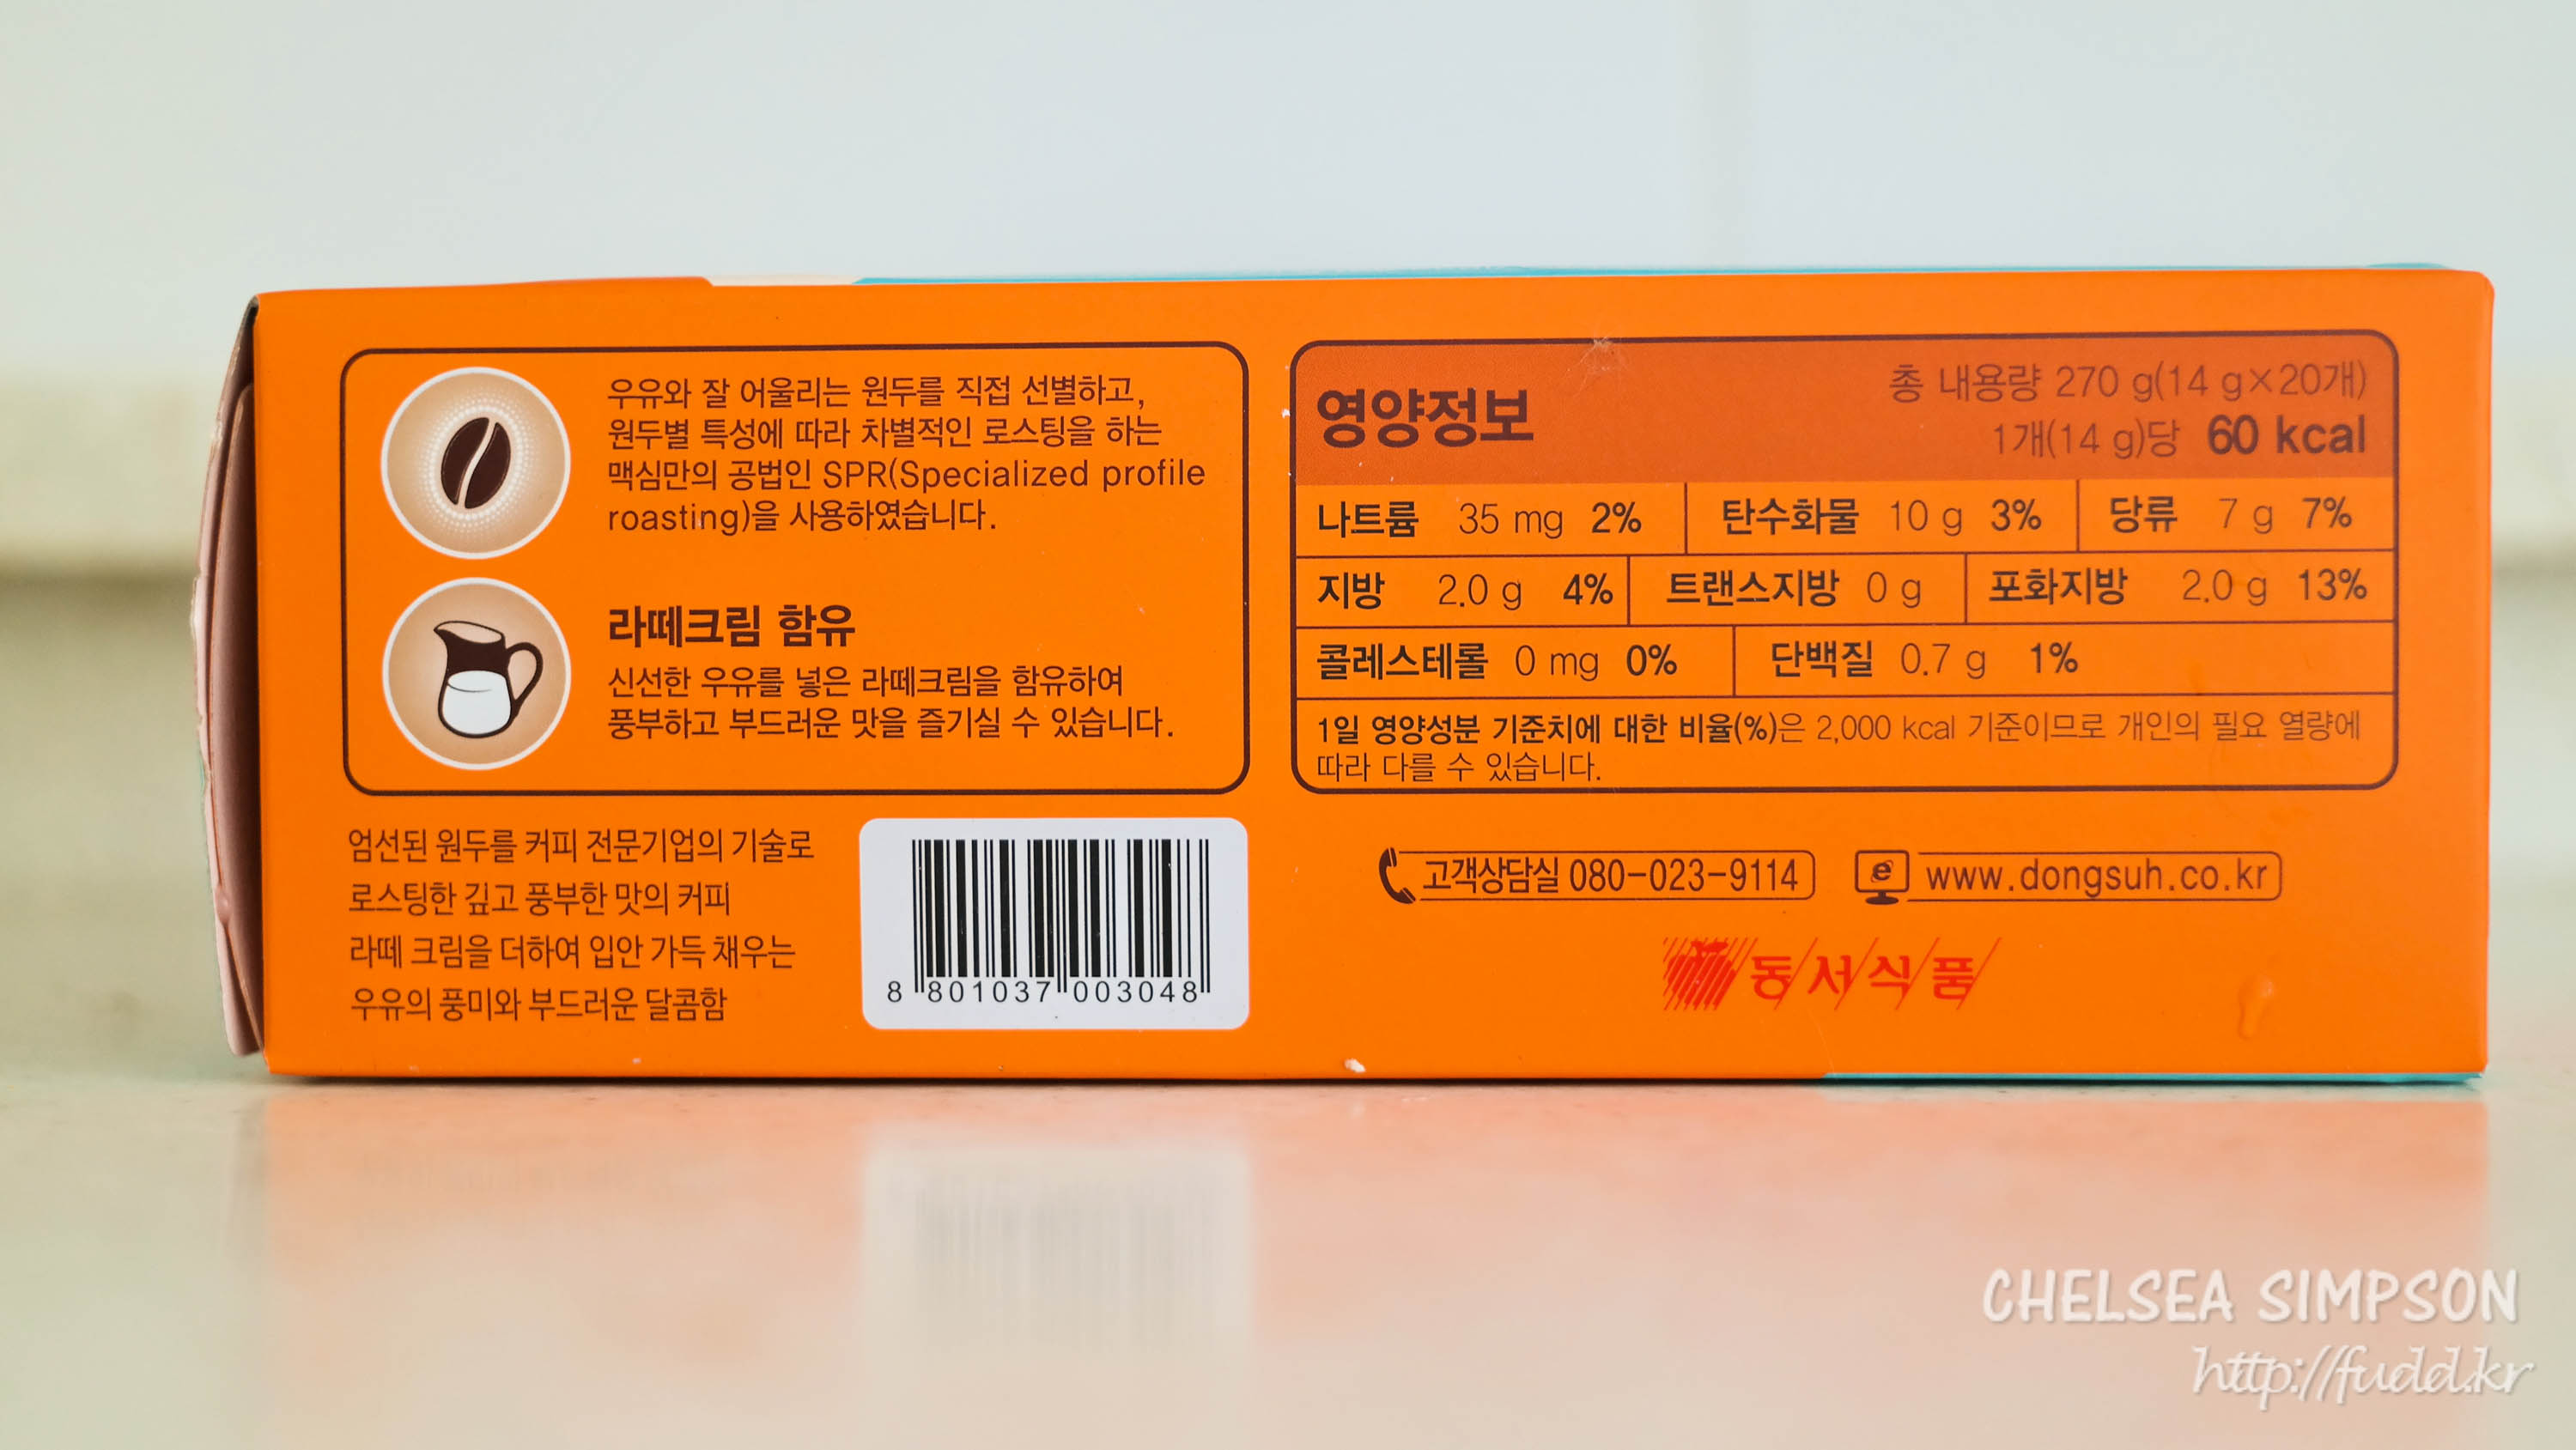 우유와 잘 어울리는 원두를 직접 선별하고,
원두별 특성에 따라 차별적인 로스팅을 하는
맥심만의 공법인 SPR(Specialized profile
roasting)을 사용하였습니다.
라떼크림 함유
신선한 우유를 넣은 라떼크림을 함유하여
풍부하고 부드러운 맛을 즐기실 수 있습니다.
엄선된 원두를 커피 전문기업의 기술로
로스팅한 깊고 풍부한 맛의 커피
라떼 크림을 더하여 입안 가득 채우는
우유의 풍미와 부드러운 달콤함
8 801037 003048
영양정보
총 내용량 270 g(14 g×20개)
1개(14 g)당 60 kcal
나트륨 35 mg 2% 탄수화물 10 g 3% 당류 7 g 7%
지방 2.0 g 4% 트랜스지방 0 g 포화지방 2.0 g 13%
콜레스테롤 0 mg 0% 단백질 0.7 g 1%
1일 영양성분 기준치에 대한 비율(%)은 2,000 kcal 기준이므로 개인의 필요 열량에
따라 다를 수 있습니다.
고객상담실 080-023-9114 www.dongsuh.co.kr
동서식품
CHELSEA SIMPSON
http://fudd.kr